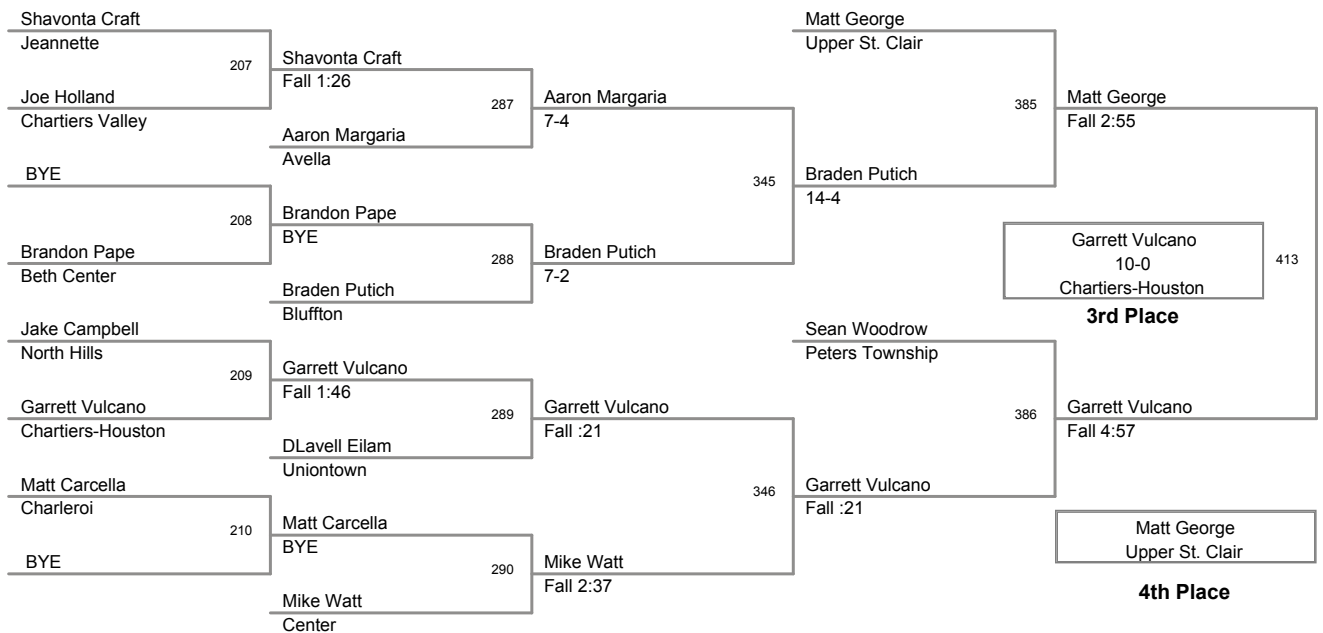 Shavonta Craft
Jeannette
207
Joe Holland
Chartiers Valley
BYE
208
Brandon Pape
Beth Center
Jake Campbell
North Hills
209
Garrett Vulcano
Chartiers-Houston
Matt Carcella
Charleroi
210
BYE
Shavonta Craft
Fall 1:26
287
Aaron Margaria
Avella
Brandon Pape
BYE
288
Braden Putich
Bluffton
Garrett Vulcano
Fall 1:46
289
DLavell Eilam
Uniontown
Matt Carcella
BYE
290
Mike Watt
Center
Aaron Margaria
7-4
345
Braden Putich
7-2
Garrett Vulcano
Fall :21
346
Mike Watt
Fall 2:37
Matt George
Upper St. Clair
385
Braden Putich
14-4
Sean Woodrow
Peters Township
386
Garrett Vulcano
Fall :21
Matt George
Fall 2:55
413
Garrett Vulcano
Fall 4:57
Garrett Vulcano
10-0
Chartiers-Houston
3rd Place
Matt George
Upper St. Clair
4th Place